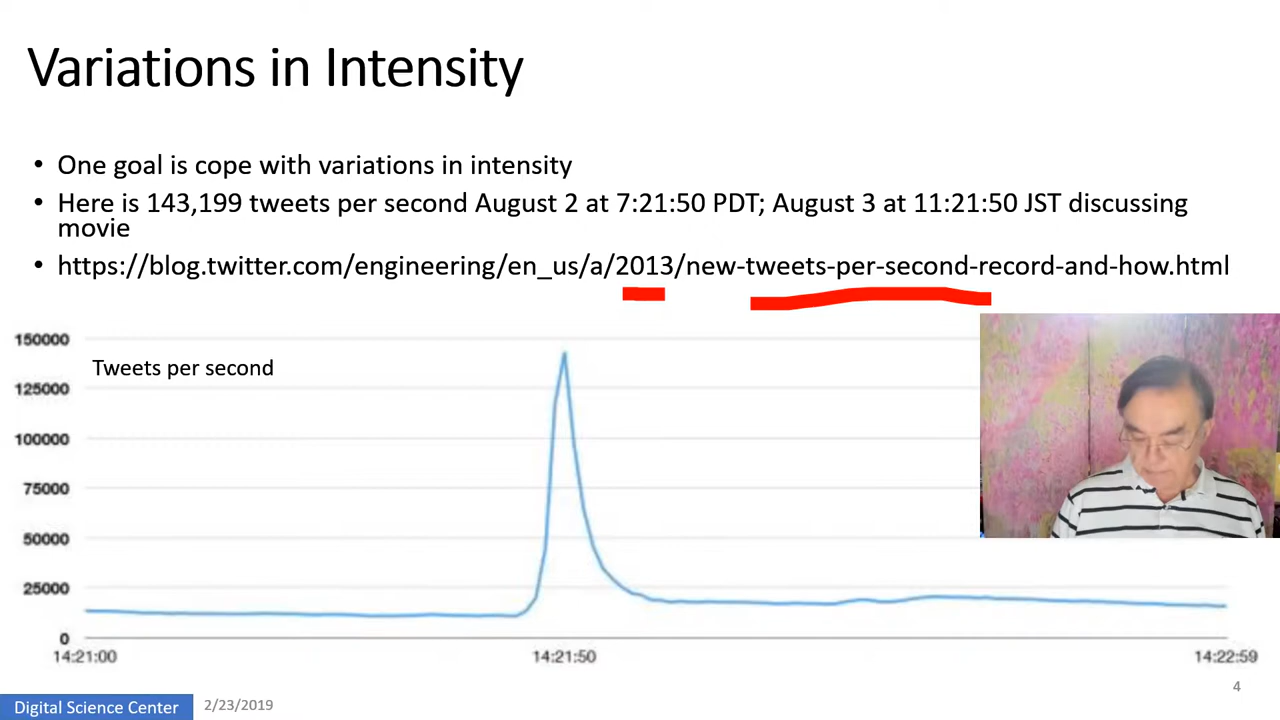 Variations in Intensity
• One goal is cope with variations in intensity
• Here is 143,199 tweets per second August 2 at 7:21:50 PDT; August 3 at 11:21:50 JST discussing
movie
• https://blog.twitter.com/engineering/en_us/a/2013/new-tweets-per-second-record-and-how.html
150000
Tweets per second
125000
100000
75000
50000
25000
0
14:21:00 14:21:50 14:22:59
4
Digital Science Center 2/23/2019